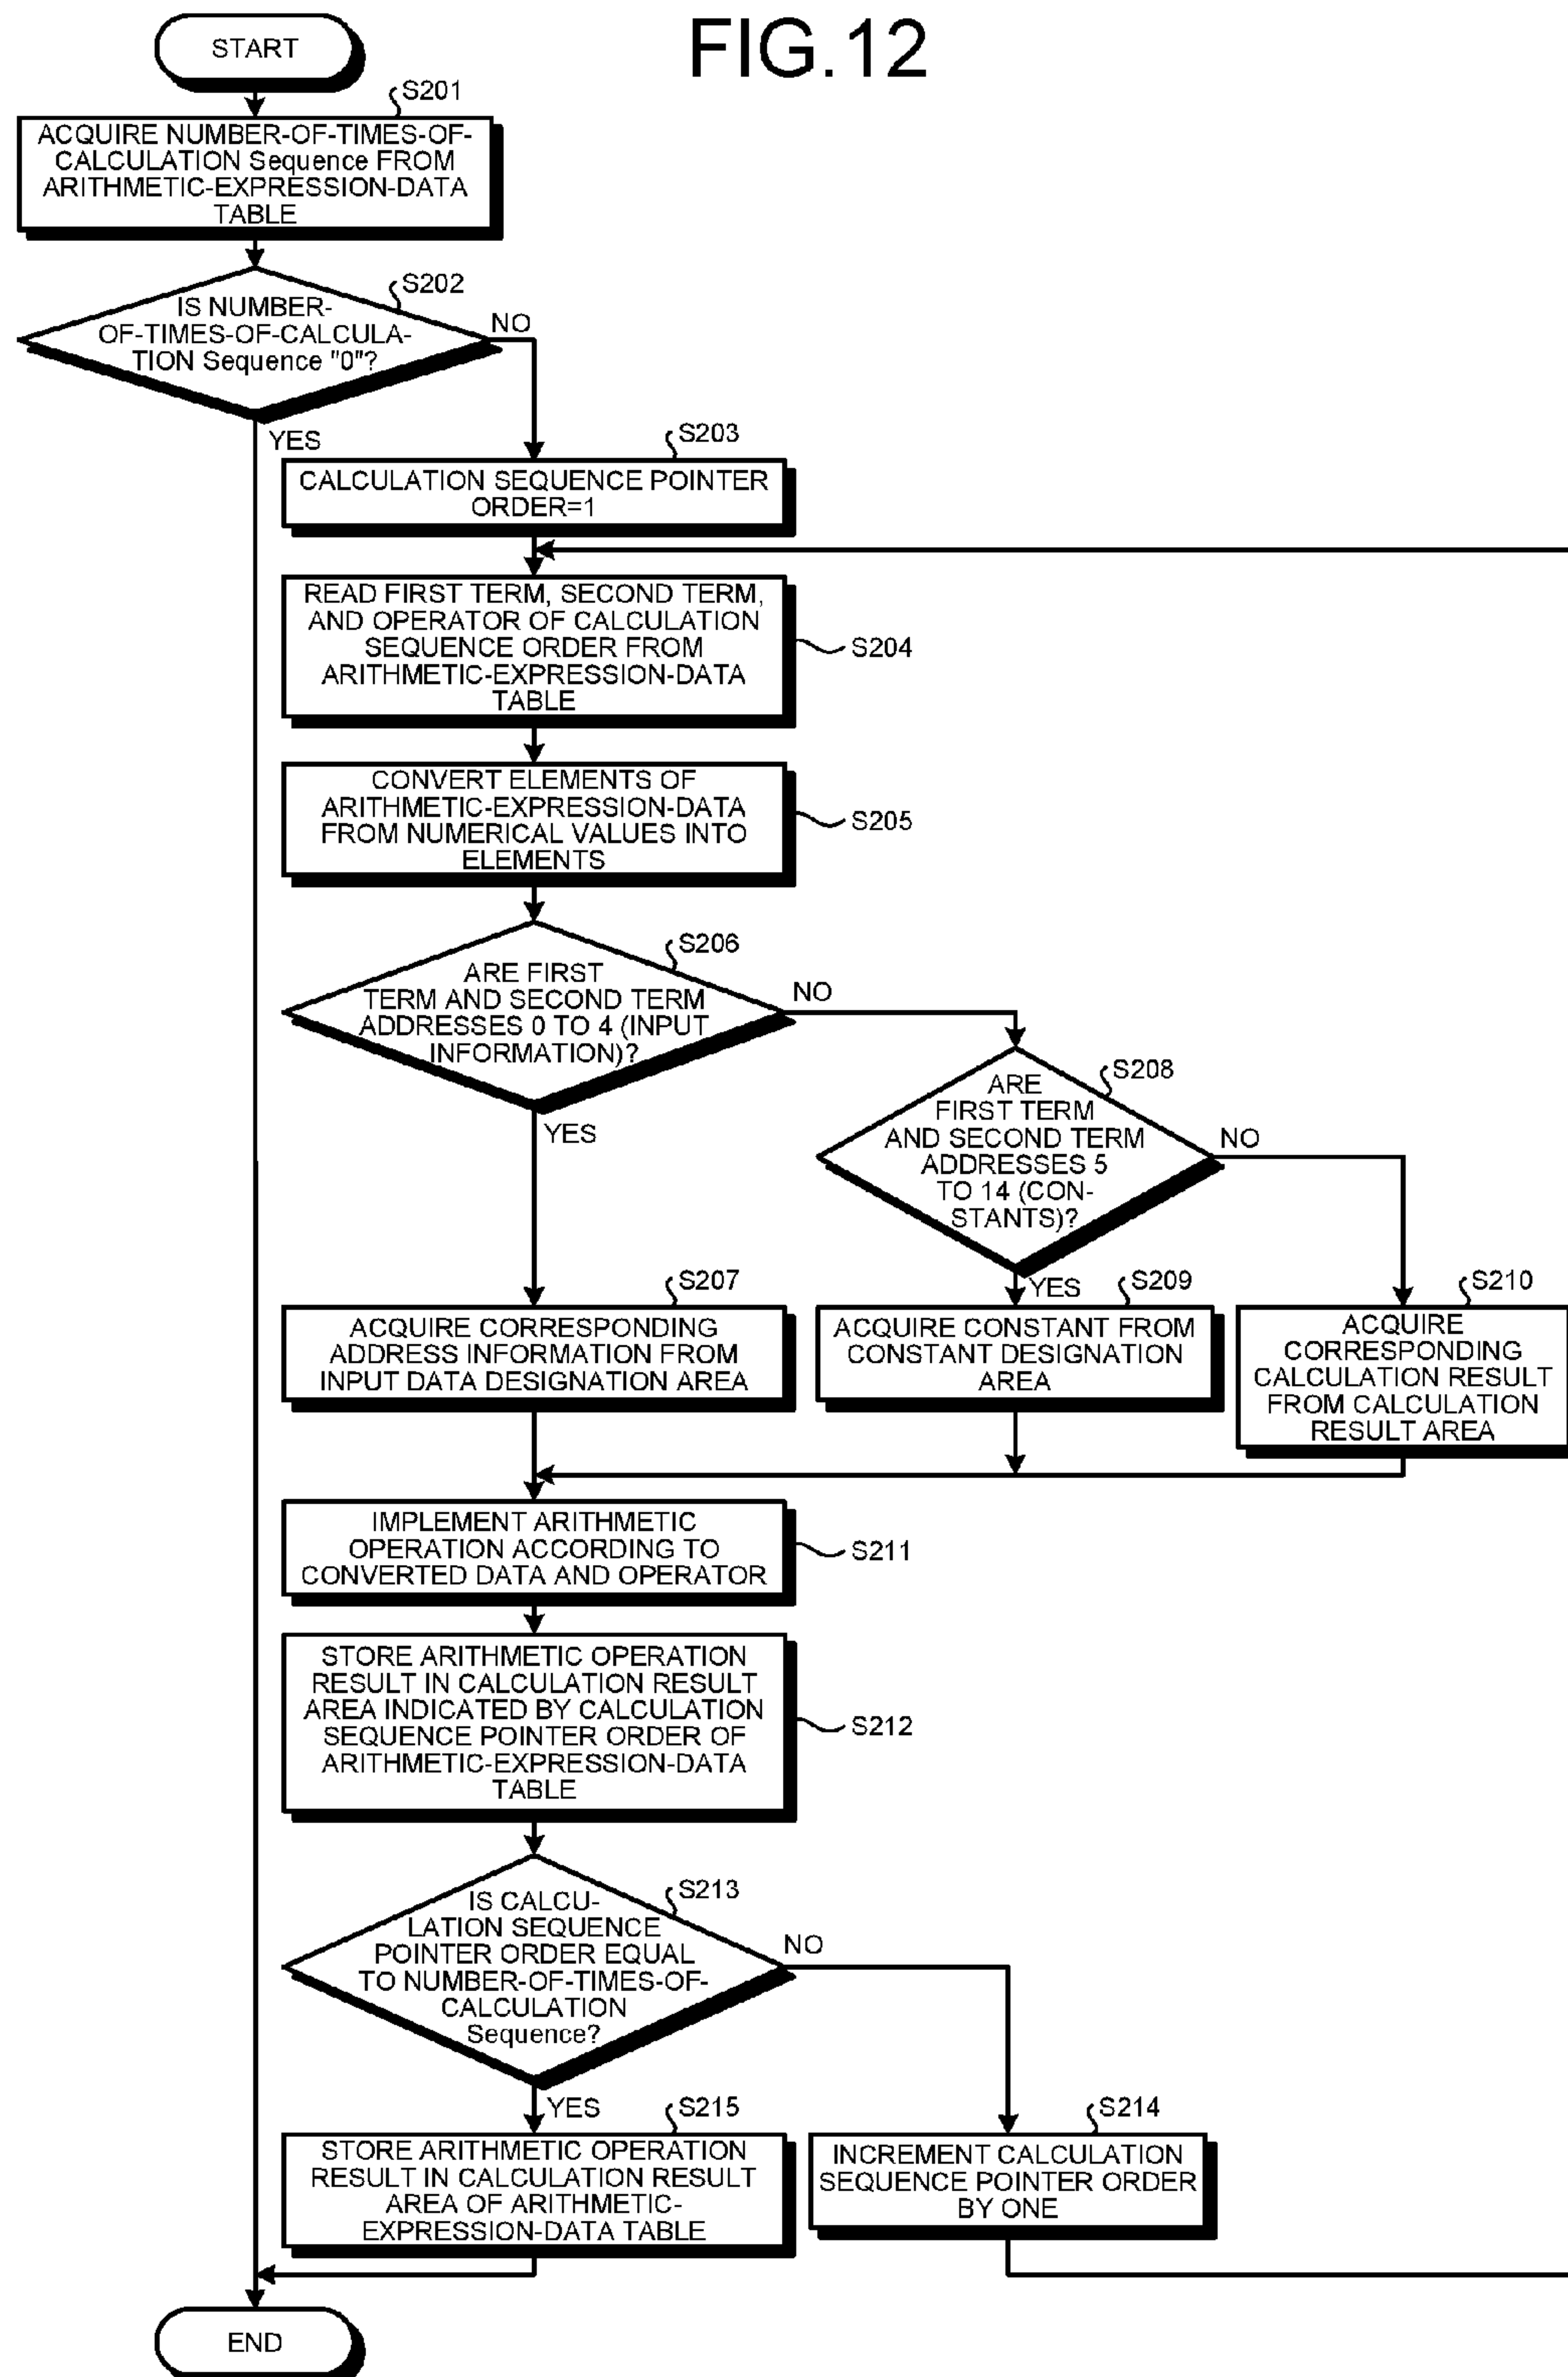 FIG.12
START
S201
ACQUIRE NUMBER-OF-TIMES-OF-
CALCULATION Sequence FROM
ARITHMETIC-EXPRESSION-DATA
TABLE
S202
IS NUMBER-
OF-TIMES-OF-CALCULA-
TION Sequence "0"?
NO
YES
S203
CALCULATION SEQUENCE POINTER
ORDER=1
READ FIRST TERM, SECOND TERM,
AND OPERATOR OF CALCULATION
SEQUENCE ORDER FROM
ARITHMETIC-EXPRESSION-DATA
TABLE
S204
CONVERT ELEMENTS OF
ARITHMETIC-EXPRESSION-DATA
FROM NUMERICAL VALUES INTO
ELEMENTS
S205
S206
ARE FIRST
TERM AND SECOND TERM
ADDRESSES 0 TO 4 (INPUT
INFORMATION)?
NO
YES
S208
ARE
FIRST TERM
AND SECOND TERM
ADDRESSES 5
TO 14 (CON-
STANTS)?
NO
YES
S207
ACQUIRE CORRESPONDING
ADDRESS INFORMATION FROM
INPUT DATA DESIGNATION AREA
S209
ACQUIRE CONSTANT FROM
CONSTANT DESIGNATION
AREA
S210
ACQUIRE
CORRESPONDING
CALCULATION RESULT
FROM CALCULATION
RESULT AREA
IMPLEMENT ARITHMETIC
OPERATION ACCORDING TO
CONVERTED DATA AND OPERATOR
S211
STORE ARITHMETIC OPERATION
RESULT IN CALCULATION RESULT
AREA INDICATED BY CALCULATION
SEQUENCE POINTER ORDER OF
ARITHMETIC-EXPRESSION-DATA
TABLE
S212
S213
IS CALCU-
LATION SEQUENCE
POINTER ORDER EQUAL
TO NUMBER-OF-TIMES-OF-
CALCULATION
Sequence?
NO
YES
S215
STORE ARITHMETIC OPERATION
RESULT IN CALCULATION RESULT
AREA OF ARITHMETIC-
EXPRESSION-DATA TABLE
S214
INCREMENT CALCULATION
SEQUENCE POINTER ORDER
BY ONE
END